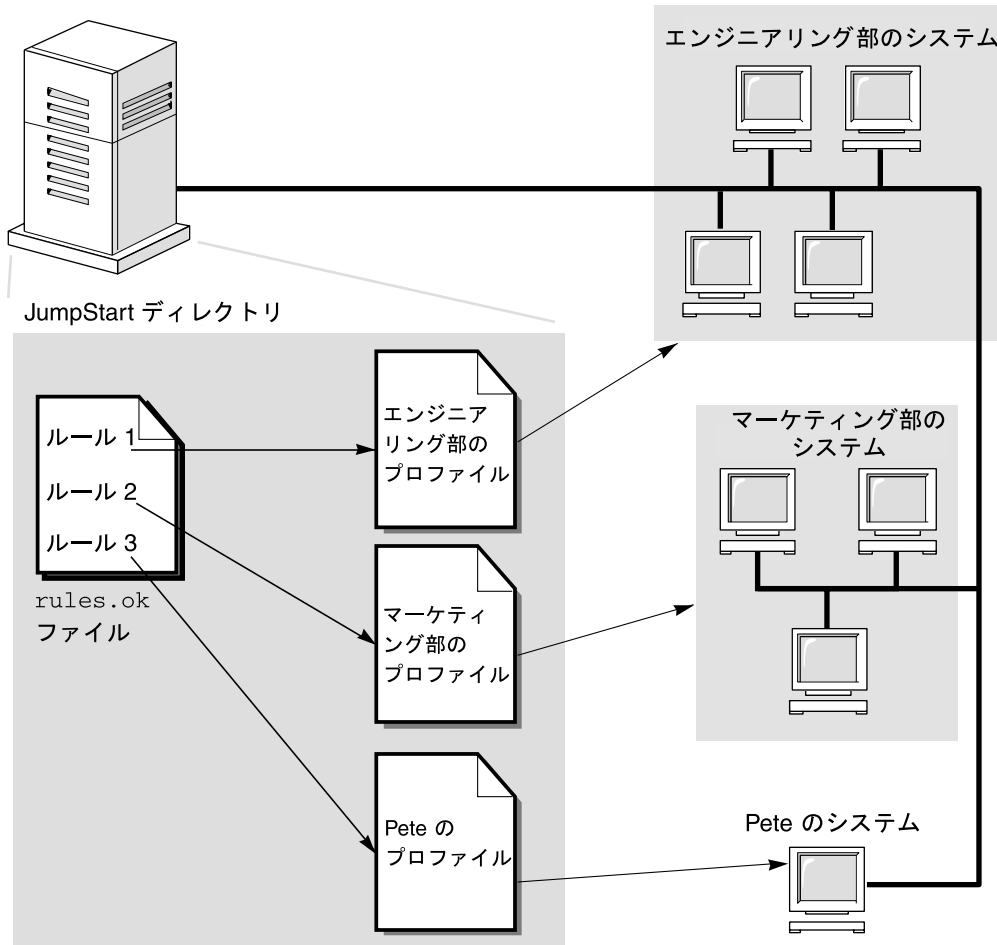 エンジニアリング部のシステム
JumpStart ディレクトリ
ルール 1
ルール 2
ルール 3
rules.ok
ファイル
エンジニア
リング部の
プロファイル
マーケティ
ング部の
プロファイル
Pete の
プロファイル
マーケティング部の
システム
Pete のシステム